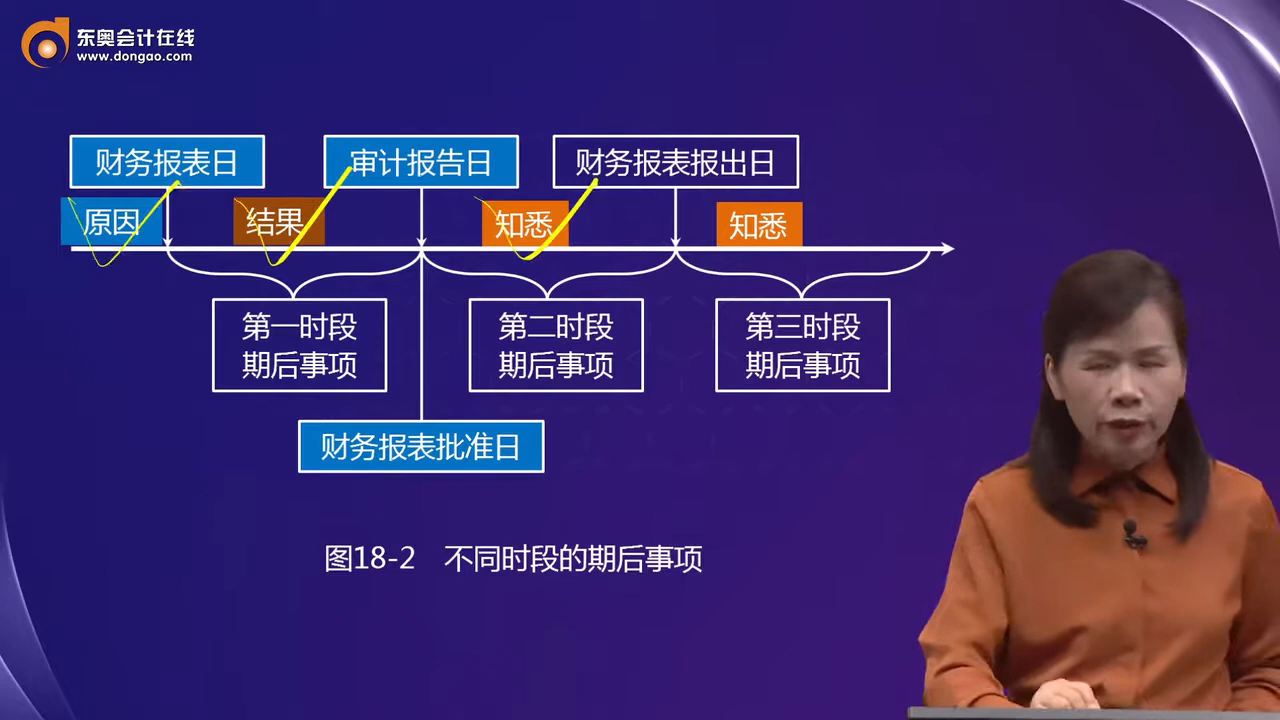 东奥会计在线
www.dongao.com
财务报表日
审计报告日
财务报表报出日
原因
结果
知悉
知悉
第一时段
期后事项
第二时段
期后事项
第三时段
期后事项
财务报表批准日
图18-2 不同时段的期后事项